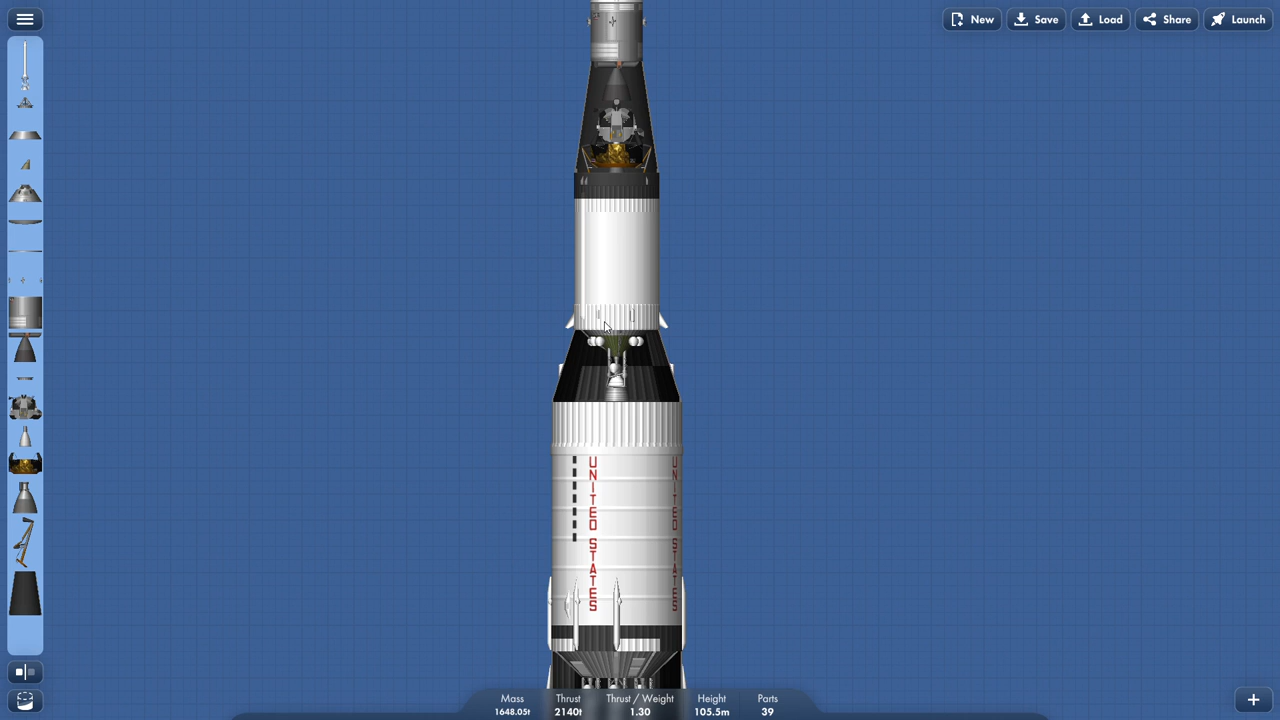 New
Save
Load
Share
Launch
UNITED STATES
UNITED STATES
Mass
Thrust
Thrust / Weight
Height
Parts
1648.05t
2140t
1.30
105.5m
39